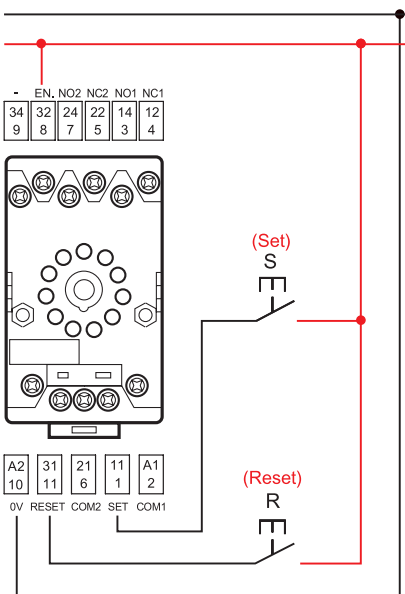 - EN. NO2 NC2 NO1 NC1
34 32 24 22 14 12
9 8 7 5 3 4
(Set)
S
A2 31 21 11 A1
10 11 6 1 2
0V RESET COM2 SET COM1
(Reset)
R